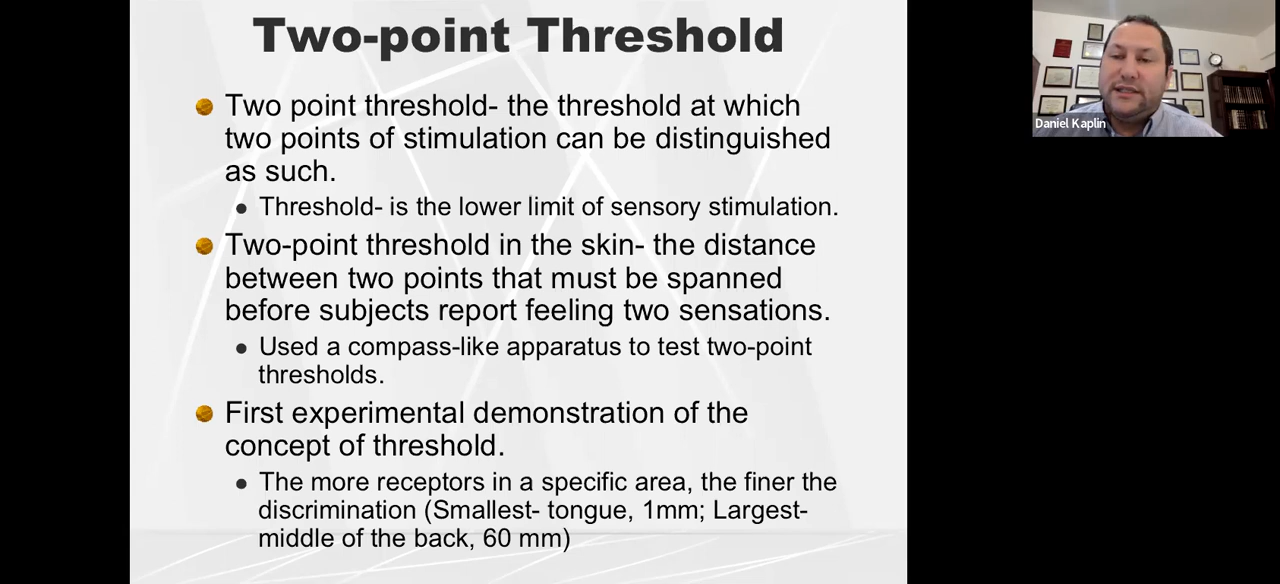 Two-point Threshold
Two point threshold- the threshold at which
two points of stimulation can be distinguished
as such.
Threshold- is the lower limit of sensory stimulation.
Two-point threshold in the skin- the distance
between two points that must be spanned
before subjects report feeling two sensations.
Used a compass-like apparatus to test two-point
thresholds.
First experimental demonstration of the
concept of threshold.
The more receptors in a specific area, the finer the
discrimination (Smallest- tongue, 1mm; Largest-
middle of the back, 60 mm)
Daniel Kaplin